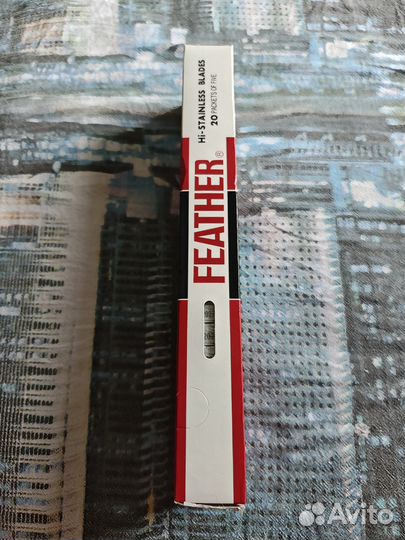 Hi-STAINLESS BLADES
20 PACKETS OF FIVE
FEATHER®
Avito